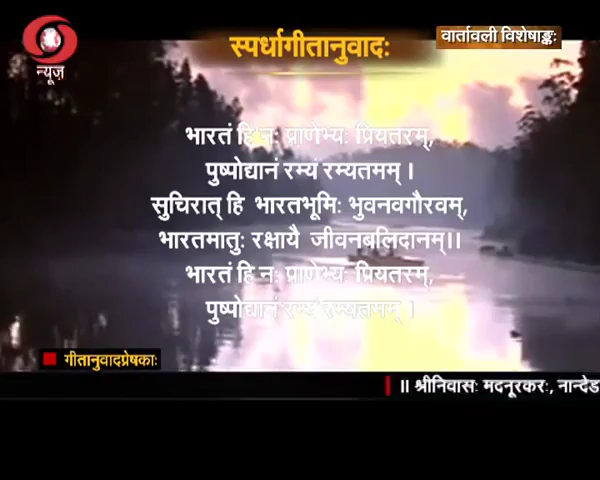 स्पर्धागीतानुवादः
वार्तावली विशेषाङ्कः
न्यूज़
भारतं हि नः प्राणेभ्यः प्रियतरम्,
पुष्पोद्यानं रम्यं रम्यतमम् ।
सुचिरात् हि भारतभूमिः भुवनवगौरवम्,
भारतमातुः रक्षायै जीवनबलिदानम्।।
भारतं हि नः प्राणेभ्यः प्रियतरम्,
पुष्पोद्यानं रम्यं रम्यतमम् ।
गीतानुवादप्रेषकाः
॥ श्रीनिवासः मदनूरकरः, नान्देड